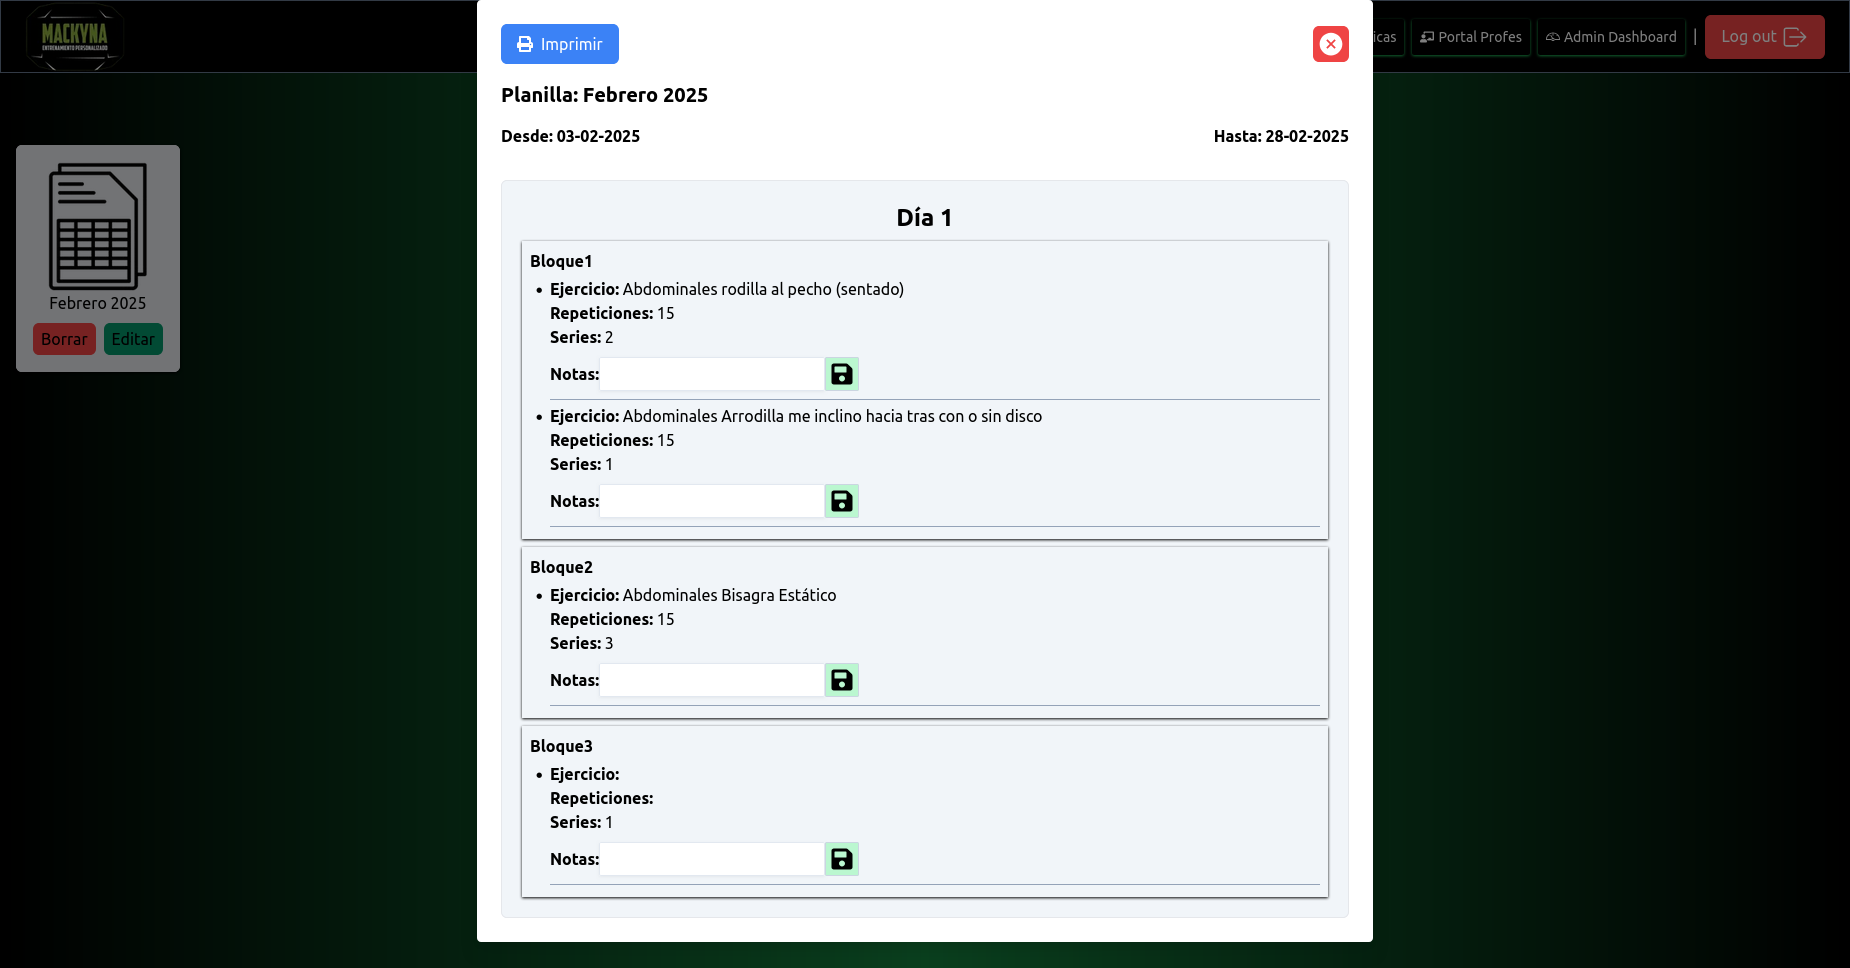 MACKYNA
ENTRENAMIENTO PERSONALIZADO
icas
Portal Profes
Admin Dashboard
|
Log out
Febrero 2025
Borrar
Editar
Imprimir
Planilla: Febrero 2025
Desde: 03-02-2025
Hasta: 28-02-2025
Día 1
Bloque1
• Ejercicio: Abdominales rodilla al pecho (sentado)
Repeticiones: 15
Series: 2
Notas:
• Ejercicio: Abdominales Arrodilla me inclino hacia tras con o sin disco
Repeticiones: 15
Series: 1
Notas:
Bloque2
• Ejercicio: Abdominales Bisagra Estático
Repeticiones: 15
Series: 3
Notas:
Bloque3
• Ejercicio:
Repeticiones:
Series: 1
Notas: